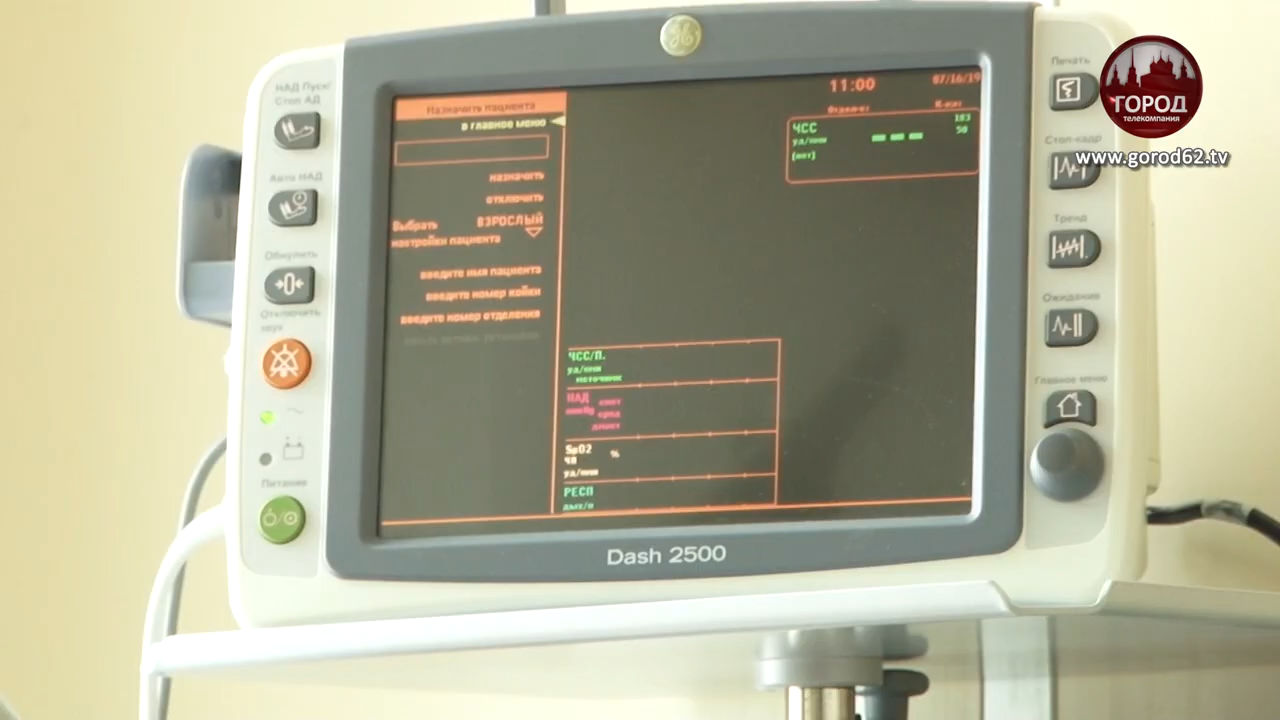 НАД Пуск/
Стоп АД
Авто НАД
Обнулить
Отключить
звук
Питание
Назначить пациента
в главное меню
назначить
отключить
Выбрать ВЗРОСЛЫЙ
настройки пациента
введите имя пациента
введите номер койки
введите номер отделения
11:00
07/16/19
ЧСС
уд/мин
(нет)
183
50
ЧСС/П.
уд/мин
источник
НАД
SpO2 %
ЧП
уд/мин
РЕСП
Dash 2500
Печать
Стоп-кадр
Тренд
Ожидание
Главное меню
ГОРОД
телекомпания
www.gorod62.tv